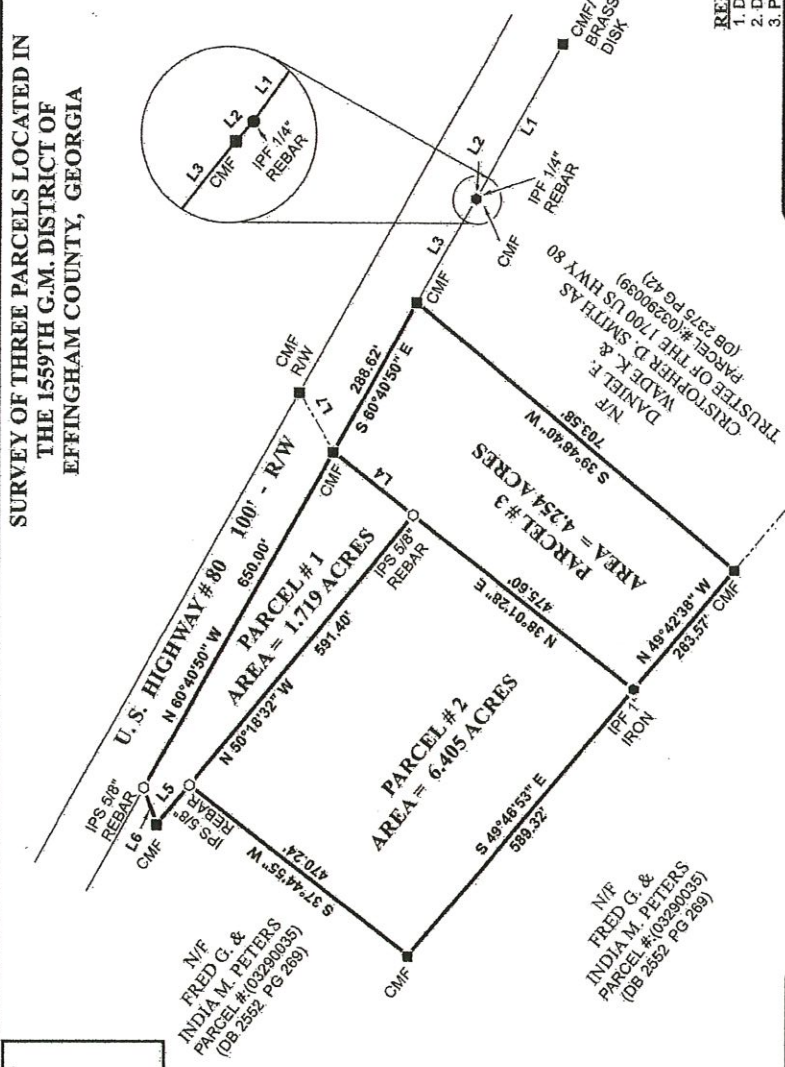 SURVEY OF THREE PARCELS LOCATED IN
THE 1559TH G.M. DISTRICT OF
EFFINGHAM COUNTY, GEORGIA
L3
L2
L1
CMF
IPF 1/4"
REBAR
CMF/
BRASS
DISK
L1
L2
IPF 1/4"
REBAR
CMF
L3
CMF
CMF
R/W
L7
288.62'
S 60°40'50" E
CMF
L4
U.S. HIGHWAY # 80 100' - R/W
N 60°40'50" W 650.00'
PARCEL # 1
AREA = 1.719 ACRES
N 50°18'32" W 591.40'
IPS 5/8"
REBAR
IPS 5/8"
REBAR
L6
L5
CMF
IPS 5/8"
REBAR
S 37°44'55" W
470.24'
PARCEL # 2
AREA = 6.405 ACRES
N 38°01'28" E
475.60'
PARCEL # 3
AREA = 4.254 ACRES
S 39°48'40" W
703.58'
N/F
DANIEL F.
WADE K. &
CRISTOPHER D. SMITH AS
TRUSTEE OF THE 1700 US HWY 80
PARCEL #:(03290039)
(DB 2375 PG 42)
N 49°42'38" W
263.57'
CMF
IPF 1"
IRON
S 49°46'53" E
589.32'
CMF
N/F
FRED G. &
INDIA M. PETERS
PARCEL #:(03290035)
(DB 2552 PG 269)
N/F
FRED G. &
INDIA M. PETERS
PARCEL #:(03290035)
(DB 2552 PG 269)
1. D
2. D
3. P